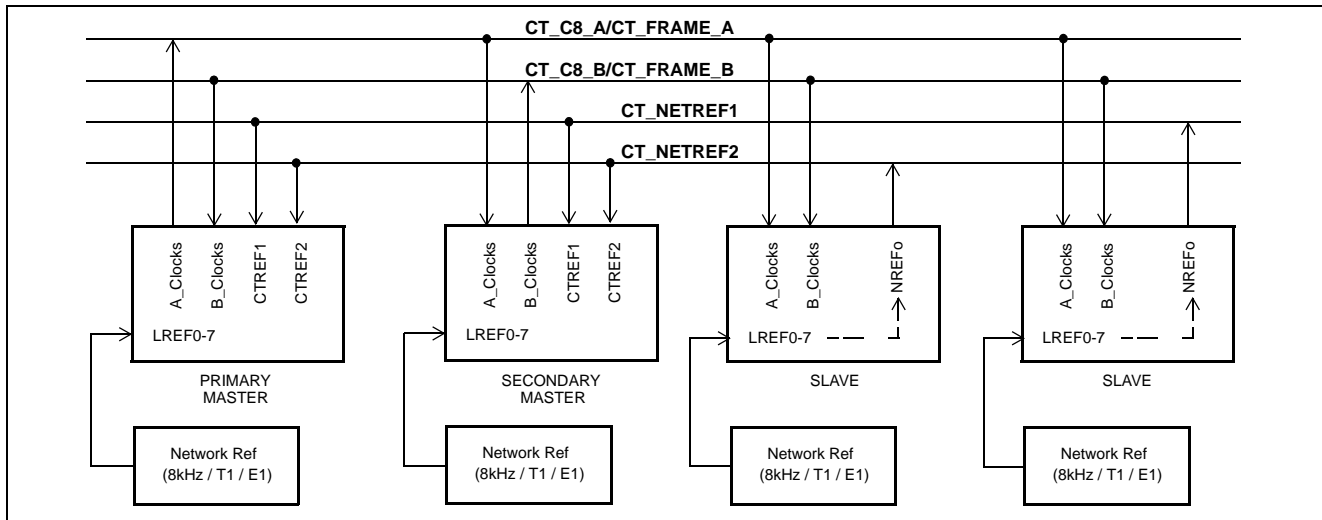 CT_C8_A/CT_FRAME_A
CT_C8_B/CT_FRAME_B
CT_NETREF1
CT_NETREF2
A_Clocks
B_Clocks
CTREF1
CTREF2
LREF0-7
PRIMARY
MASTER
Network Ref
(8kHz / T1 / E1)
A_Clocks
B_Clocks
CTREF1
CTREF2
LREF0-7
SECONDARY
MASTER
Network Ref
(8kHz / T1 / E1)
A_Clocks
B_Clocks
NREFo
LREF0-7
SLAVE
Network Ref
(8kHz / T1 / E1)
A_Clocks
B_Clocks
NREFo
LREF0-7
SLAVE
Network Ref
(8kHz / T1 / E1)